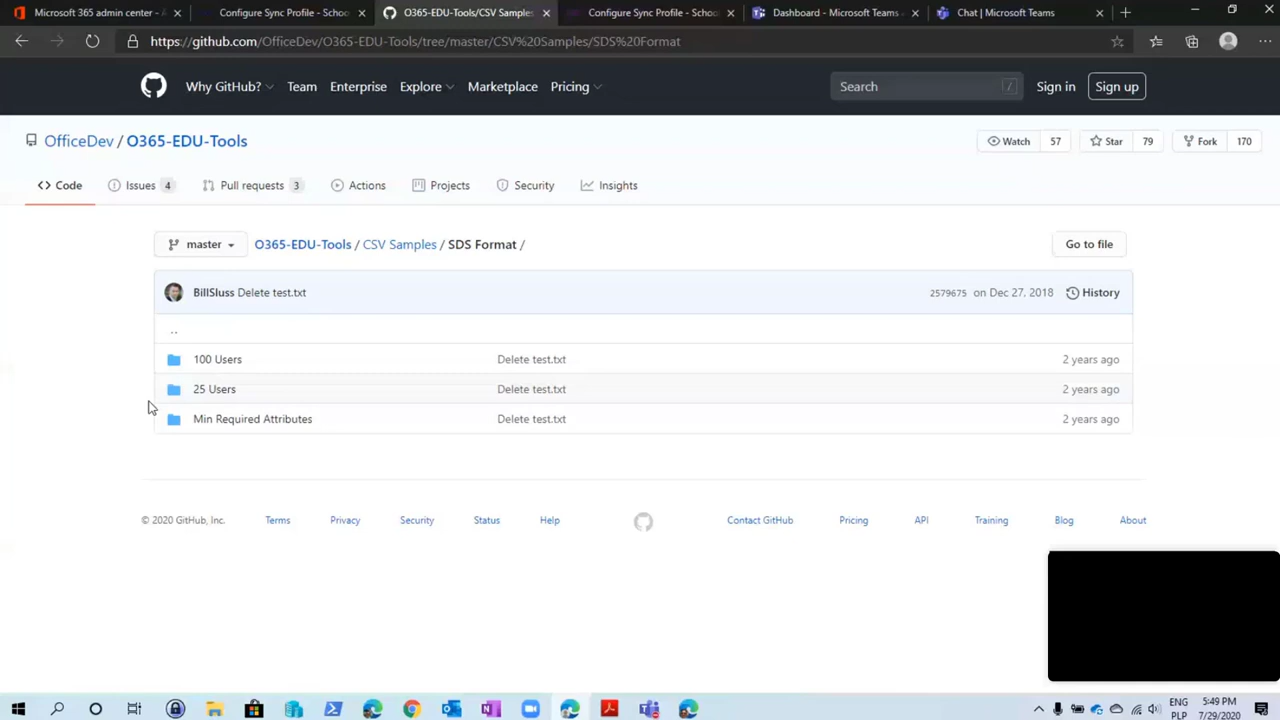 Microsoft 365 admin center - A
Configure Sync Profile - School
O365-EDU-Tools/CSV Samples/
Configure Sync Profile - School
Dashboard - Microsoft Teams -
Chat | Microsoft Teams
https://github.com/OfficeDev/O365-EDU-Tools/tree/master/CSV%20Samples/SDS%20Format
Why GitHub? Team Enterprise Explore Marketplace Pricing Search / Sign in Sign up
OfficeDev / O365-EDU-Tools Watch 57 Star 79 Fork 170
Code Issues 4 Pull requests 3 Actions Projects Security Insights
master O365-EDU-Tools / CSV Samples / SDS Format / Go to file
BillSluss Delete test.txt 2579675 on Dec 27, 2018 History
..
100 Users Delete test.txt 2 years ago
25 Users Delete test.txt 2 years ago
Min Required Attributes Delete test.txt 2 years ago
© 2020 GitHub, Inc. Terms Privacy Security Status Help Contact GitHub Pricing API Training Blog About
ENG 5:49 PM
PLP 7/29/2020